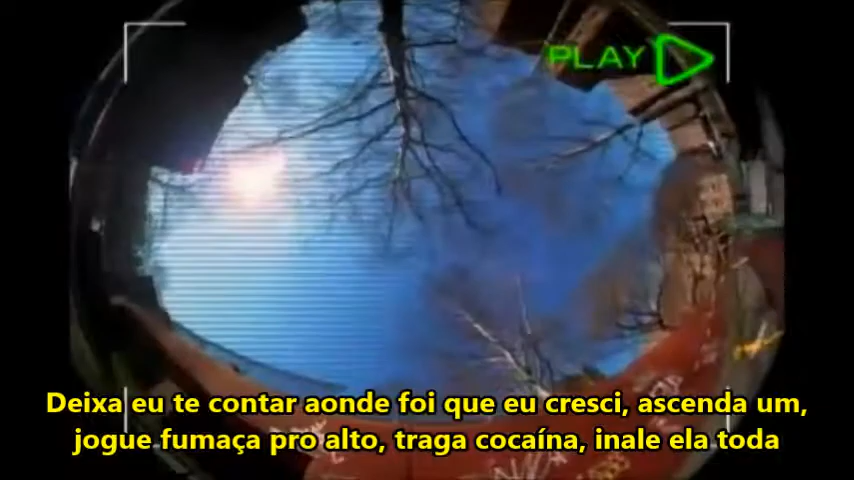 PLAY
Deixa eu te contar aonde foi que eu cresci, ascenda um,
jogue fumaça pro alto, traga cocaína, inale ela toda